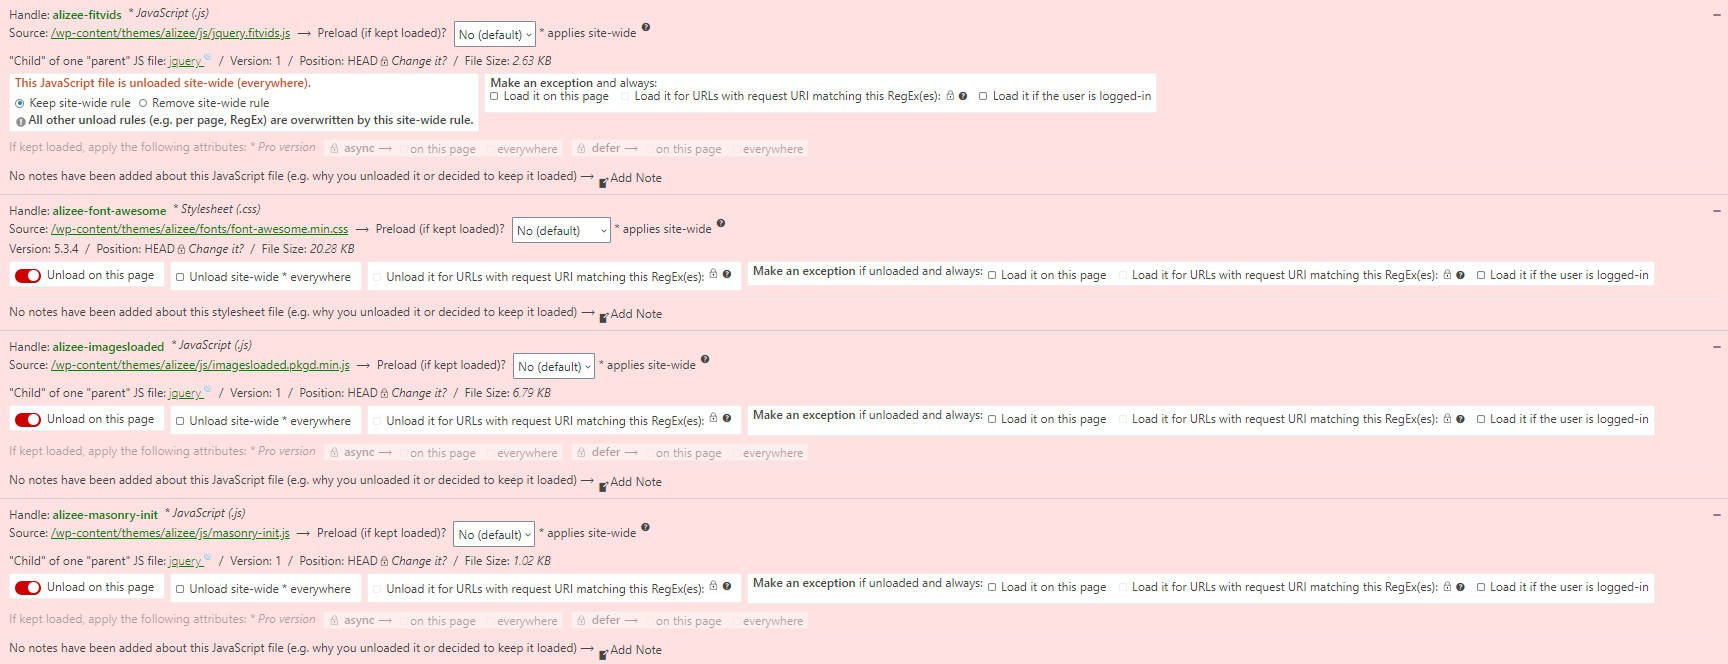 Handle: alizee-fitvids * JavaScript (.js)
Source: /wp-content/themes/alizee/js/jquery.fitvids.js → Preload (if kept loaded)? No (default) * applies site-wide
"Child" of one "parent" JS file: jquery / Version: 1 / Position: HEAD Change it? / File Size: 2.63 KB
This JavaScript file is unloaded site-wide (everywhere).
Keep site-wide rule Remove site-wide rule
All other unload rules (e.g. per page, RegEx) are overwritten by this site-wide rule.
Make an exception and always:
Load it on this page Load it for URLs with request URI matching this RegEx(es): Load it if the user is logged-in
If kept loaded, apply the following attributes: * Pro version async → on this page everywhere defer → on this page everywhere
No notes have been added about this JavaScript file (e.g. why you unloaded it or decided to keep it loaded) → Add Note
Handle: alizee-font-awesome * Stylesheet (.css)
Source: /wp-content/themes/alizee/fonts/font-awesome.min.css → Preload (if kept loaded)? No (default) * applies site-wide
Version: 5.3.4 / Position: HEAD Change it? / File Size: 20.28 KB
Unload on this page Unload site-wide * everywhere Unload it for URLs with request URI matching this RegEx(es): Make an exception if unloaded and always: Load it on this page Load it for URLs with request URI matching this RegEx(es): Load it if the user is logged-in
No notes have been added about this stylesheet file (e.g. why you unloaded it or decided to keep it loaded) → Add Note
Handle: alizee-imagesloaded * JavaScript (.js)
Source: /wp-content/themes/alizee/js/imagesloaded.pkgd.min.js → Preload (if kept loaded)? No (default) * applies site-wide
"Child" of one "parent" JS file: jquery / Version: 1 / Position: HEAD Change it? / File Size: 6.79 KB
Unload on this page Unload site-wide * everywhere Unload it for URLs with request URI matching this RegEx(es): Make an exception if unloaded and always: Load it on this page Load it for URLs with request URI matching this RegEx(es): Load it if the user is logged-in
If kept loaded, apply the following attributes: * Pro version async → on this page everywhere defer → on this page everywhere
No notes have been added about this JavaScript file (e.g. why you unloaded it or decided to keep it loaded) → Add Note
Handle: alizee-masonry-init * JavaScript (.js)
Source: /wp-content/themes/alizee/js/masonry-init.js → Preload (if kept loaded)? No (default) * applies site-wide
"Child" of one "parent" JS file: jquery / Version: 1 / Position: HEAD Change it? / File Size: 1.02 KB
Unload on this page Unload site-wide * everywhere Unload it for URLs with request URI matching this RegEx(es): Make an exception if unloaded and always: Load it on this page Load it for URLs with request URI matching this RegEx(es): Load it if the user is logged-in
If kept loaded, apply the following attributes: * Pro version async → on this page everywhere defer → on this page everywhere
No notes have been added about this JavaScript file (e.g. why you unloaded it or decided to keep it loaded) → Add Note